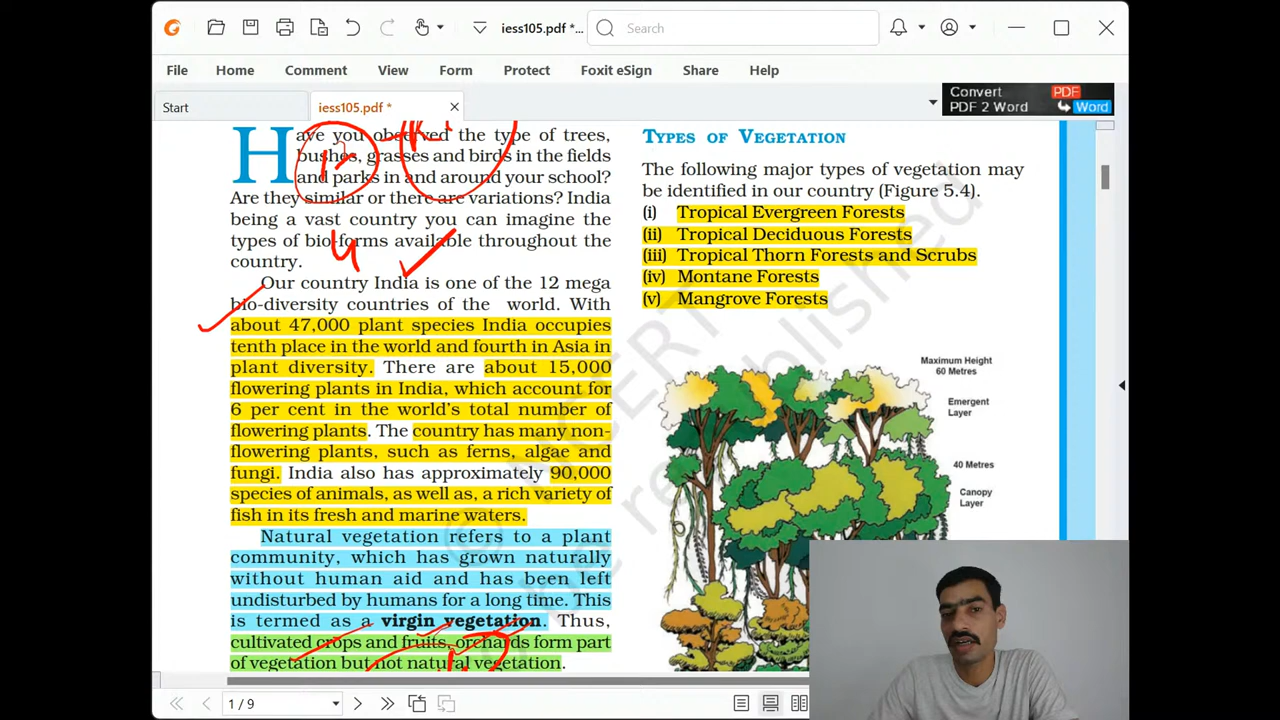 iess105.pdf *...
Search
File Home Comment View Form Protect Foxit eSign Share Help
Start
iess105.pdf *
Convert PDF
PDF 2 Word Word
Have you observed the type of trees,
bushes, grasses and birds in the fields
and parks in and around your school?
Are they similar or there are variations? India
being a vast country you can imagine the
types of bio-forms available throughout the
country.
Our country India is one of the 12 mega
bio-diversity countries of the world. With
about 47,000 plant species India occupies
tenth place in the world and fourth in Asia in
plant diversity. There are about 15,000
flowering plants in India, which account for
6 per cent in the world's total number of
flowering plants. The country has many non-
flowering plants, such as ferns, algae and
fungi. India also has approximately 90,000
species of animals, as well as, a rich variety of
fish in its fresh and marine waters.
Natural vegetation refers to a plant
community, which has grown naturally
without human aid and has been left
undisturbed by humans for a long time. This
is termed as a virgin vegetation. Thus,
cultivated crops and fruits, orchards form part
of vegetation but not natural vegetation.
TYPES OF VEGETATION
The following major types of vegetation may
be identified in our country (Figure 5.4).
(i) Tropical Evergreen Forests
(ii) Tropical Deciduous Forests
(iii) Tropical Thorn Forests and Scrubs
(iv) Montane Forests
(v) Mangrove Forests
Maximum Height
60 Metres
Emergent
Layer
40 Metres
Canopy
Layer
© NCERT
be republished
1 / 9